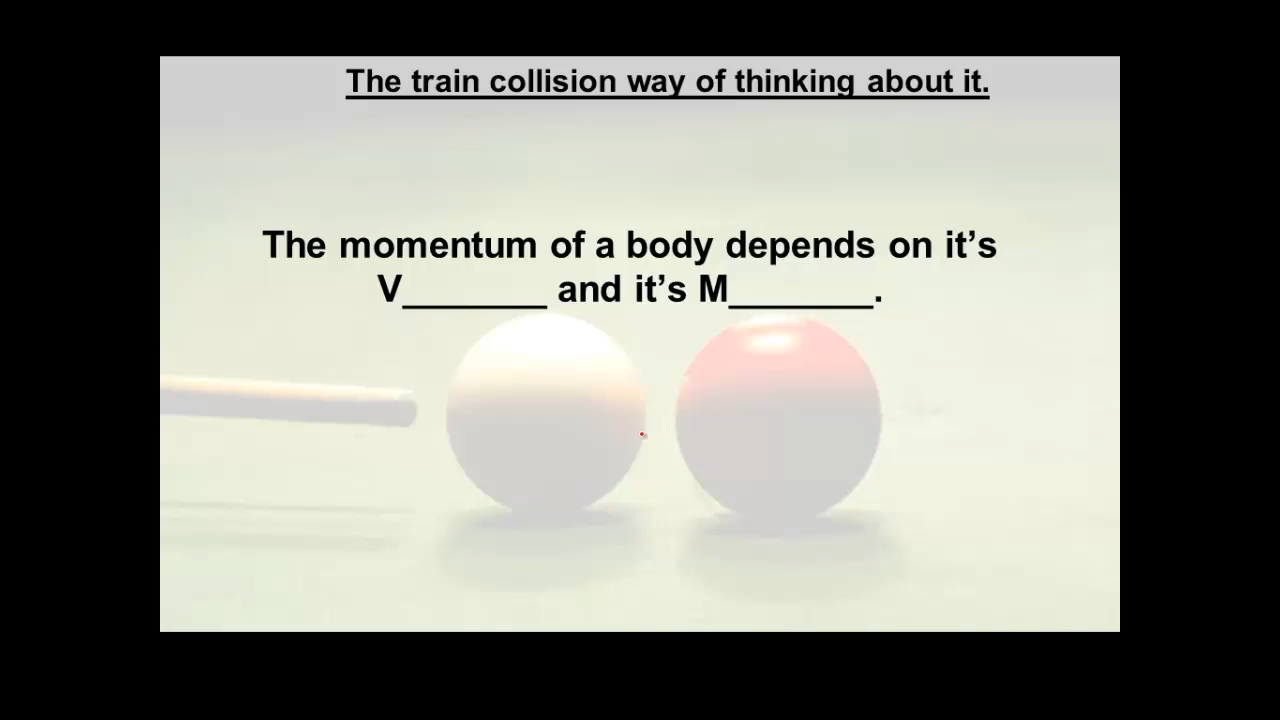 The train collision way of thinking about it.
The momentum of a body depends on it’s
V_______ and it’s M_______.